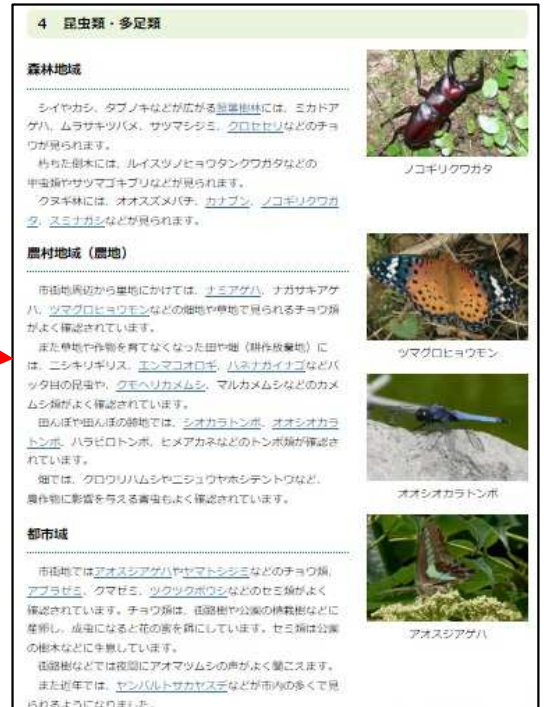 4 昆虫類・多足類
森林地域
シイやカシ、タブノキなどが広がる照葉樹林には、ミカドア
ゲハ、ムラサキツバメ、サツマシジミ、クロセセリなどのチョ
ウが見られます。
朽ちた倒木には、ルイスツノヒョウタンクワガタなどの
甲虫類やサツマゴキブリなどが見られます。
クヌギ林には、オオスズメバチ、カナブン、ノコギリクワガ
タ、スミナガシなどが見られます。
ノコギリクワガタ
農村地域（農地）
市街地周辺から里地にかけては、ナミアゲハ、ナガサキアゲ
ハ、ツマグロヒョウモンなどの畑地や草地で見られるチョウ類
がよく確認されています。
また草地や作物を育てなくなった田や畑（耕作放棄地）に
は、ニシキリギリス、エンマコオロギ、ハネナガイナゴなどバ
ッタ目の昆虫や、クモヘリカメムシ、マルカメムシなどのカメ
ムシ類がよく確認されています。
田んぼや田んぼの跡地では、シオカラトンボ、オオシオカラ
トンボ、ハラビロトンボ、ヒメアカネなどのトンボ類が確認さ
れています。
畑では、クロウリハムシやニジュウヤホシテントウなど、
農作物に影響を与える害虫もよく確認されています。
ツマグロヒョウモン
オオシオカラトンボ
都市域
市街地ではアオスジアゲハやヤマトシジミなどのチョウ類、
アブラゼミ、クマゼミ、ツクツクボウシなどのセミ類がよく
確認されています。チョウ類は、街路樹や公園の植栽樹などに
産卵し、成虫になると花の蜜を餌にしています。セミ類は公園
の樹木などに生息しています。
街路樹などでは夜間にアオマツムシの声がよく聞こえます。
また近年では、ヤンバルトサカヤスデなどが市内の多くで見
られるようになりました。
アオスジアゲハ